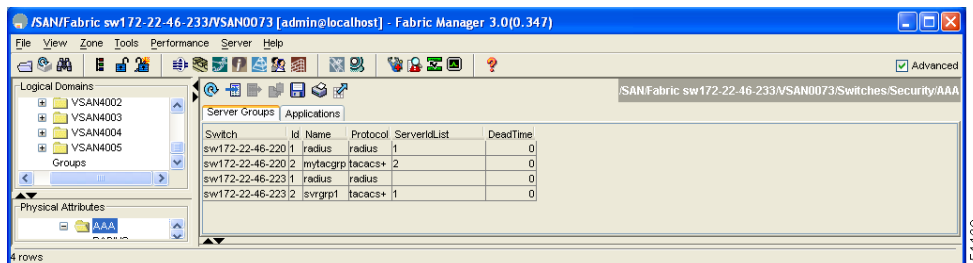 /SAN/Fabric sw172-22-46-233/VSAN0073 [admin@localhost] - Fabric Manager 3.0(0.347)
File View Zone Tools Performance Server Help
Advanced
Logical Domains
VSAN4002
VSAN4003
VSAN4004
VSAN4005
Groups
Physical Attributes
AAA
/SAN/Fabric sw172-22-46-233/VSAN0073/Switches/Security/AAA
Server Groups Applications
Switch Id Name Protocol ServerIdList DeadTime
sw172-22-46-220 1 radius radius 1 0
sw172-22-46-220 2 mytacgrp tacacs+ 2 0
sw172-22-46-223 1 radius radius 0
sw172-22-46-223 2 svrgrp1 tacacs+ 1 0
4 rows